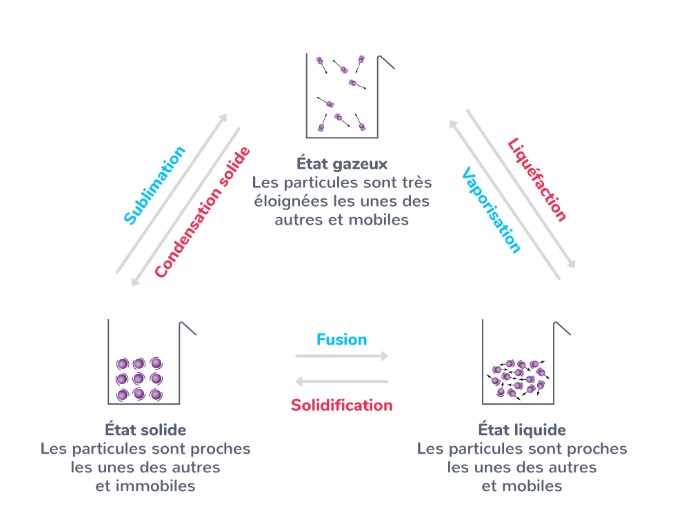 État gazeux
Les particules sont très
éloignées les unes des
autres et mobiles
Sublimation
Condensation solide
Liquéfaction
Vaporisation
Fusion
Solidification
État solide
Les particules sont proches
les unes des autres
et immobiles
État liquide
Les particules sont proches
les unes des autres
et mobiles